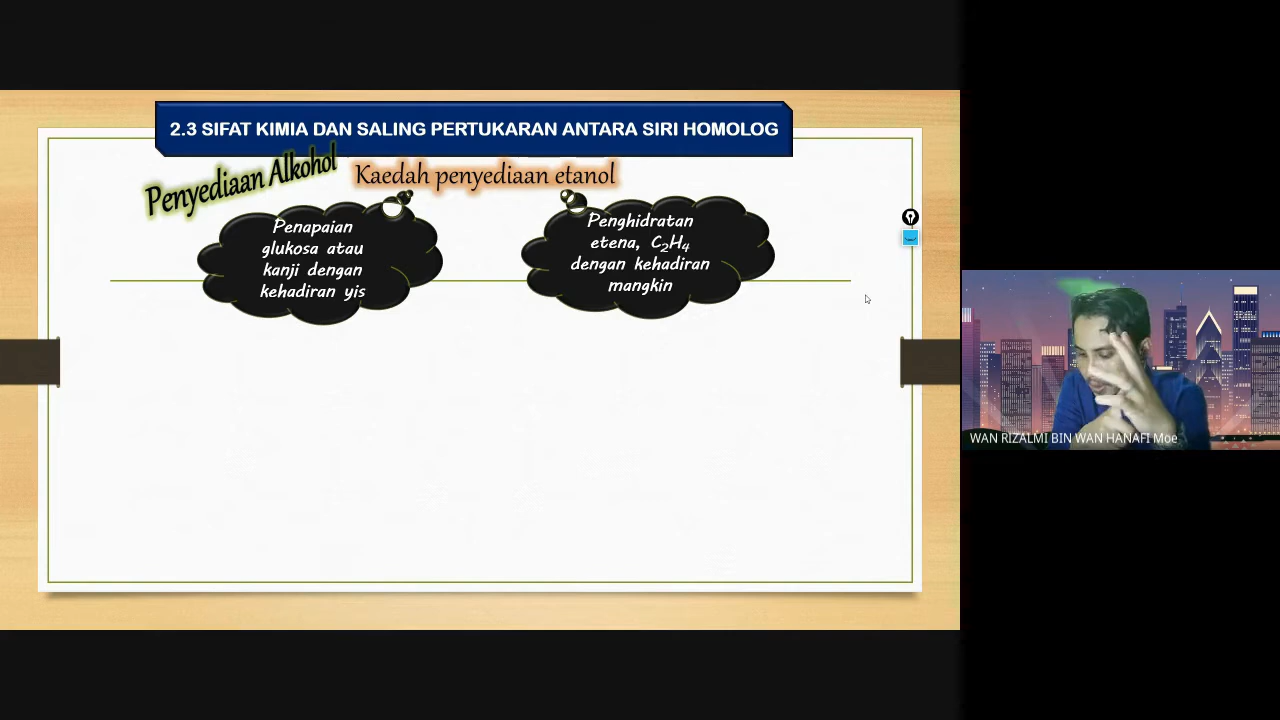 2.3 SIFAT KIMIA DAN SALING PERTUKARAN ANTARA SIRI HOMOLOG
Penyediaan Alkohol
Kaedah penyediaan etanol
Penapaian
glukosa atau
kanji dengan
kehadiran yis
Penghidratan
etena, C₂H₄
dengan kehadiran
mangkin
WAN RIZALMI BIN WAN HANAFI Moe